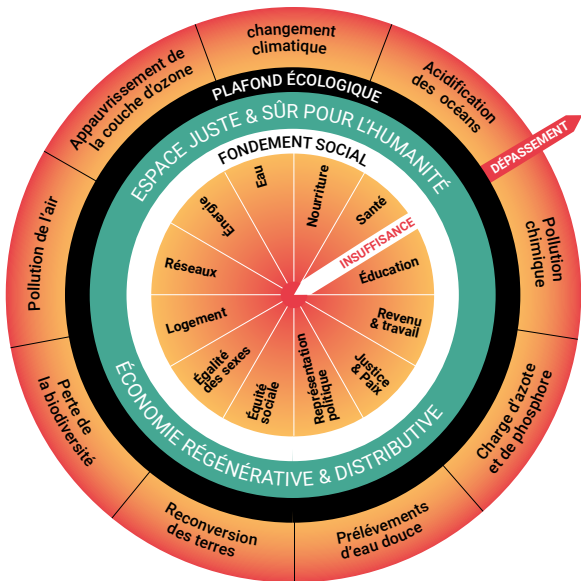 changement
climatique
Acidification
des océans
Pollution
chimique
Charge d'azote
et de phosphore
Prélévements
d'eau douce
Reconversion
des terres
Perte de
la biodiversité
Pollution de l'air
Appauvrissement de
la couche d'ozone
DÉPASSEMENT
PLAFOND ÉCOLOGIQUE
ESPACE JUSTE & SÛR POUR L'HUMANITÉ
ÉCONOMIE RÉGÉNÉRATIVE & DISTRIBUTIVE
FONDEMENT SOCIAL
INSUFFISANCE
Eau
Nourriture
Santé
Éducation
Revenu
& travail
Justice
& Paix
Représentation
politique
Équité
sociale
Égalité
des sexes
Logement
Réseaux
Énergie